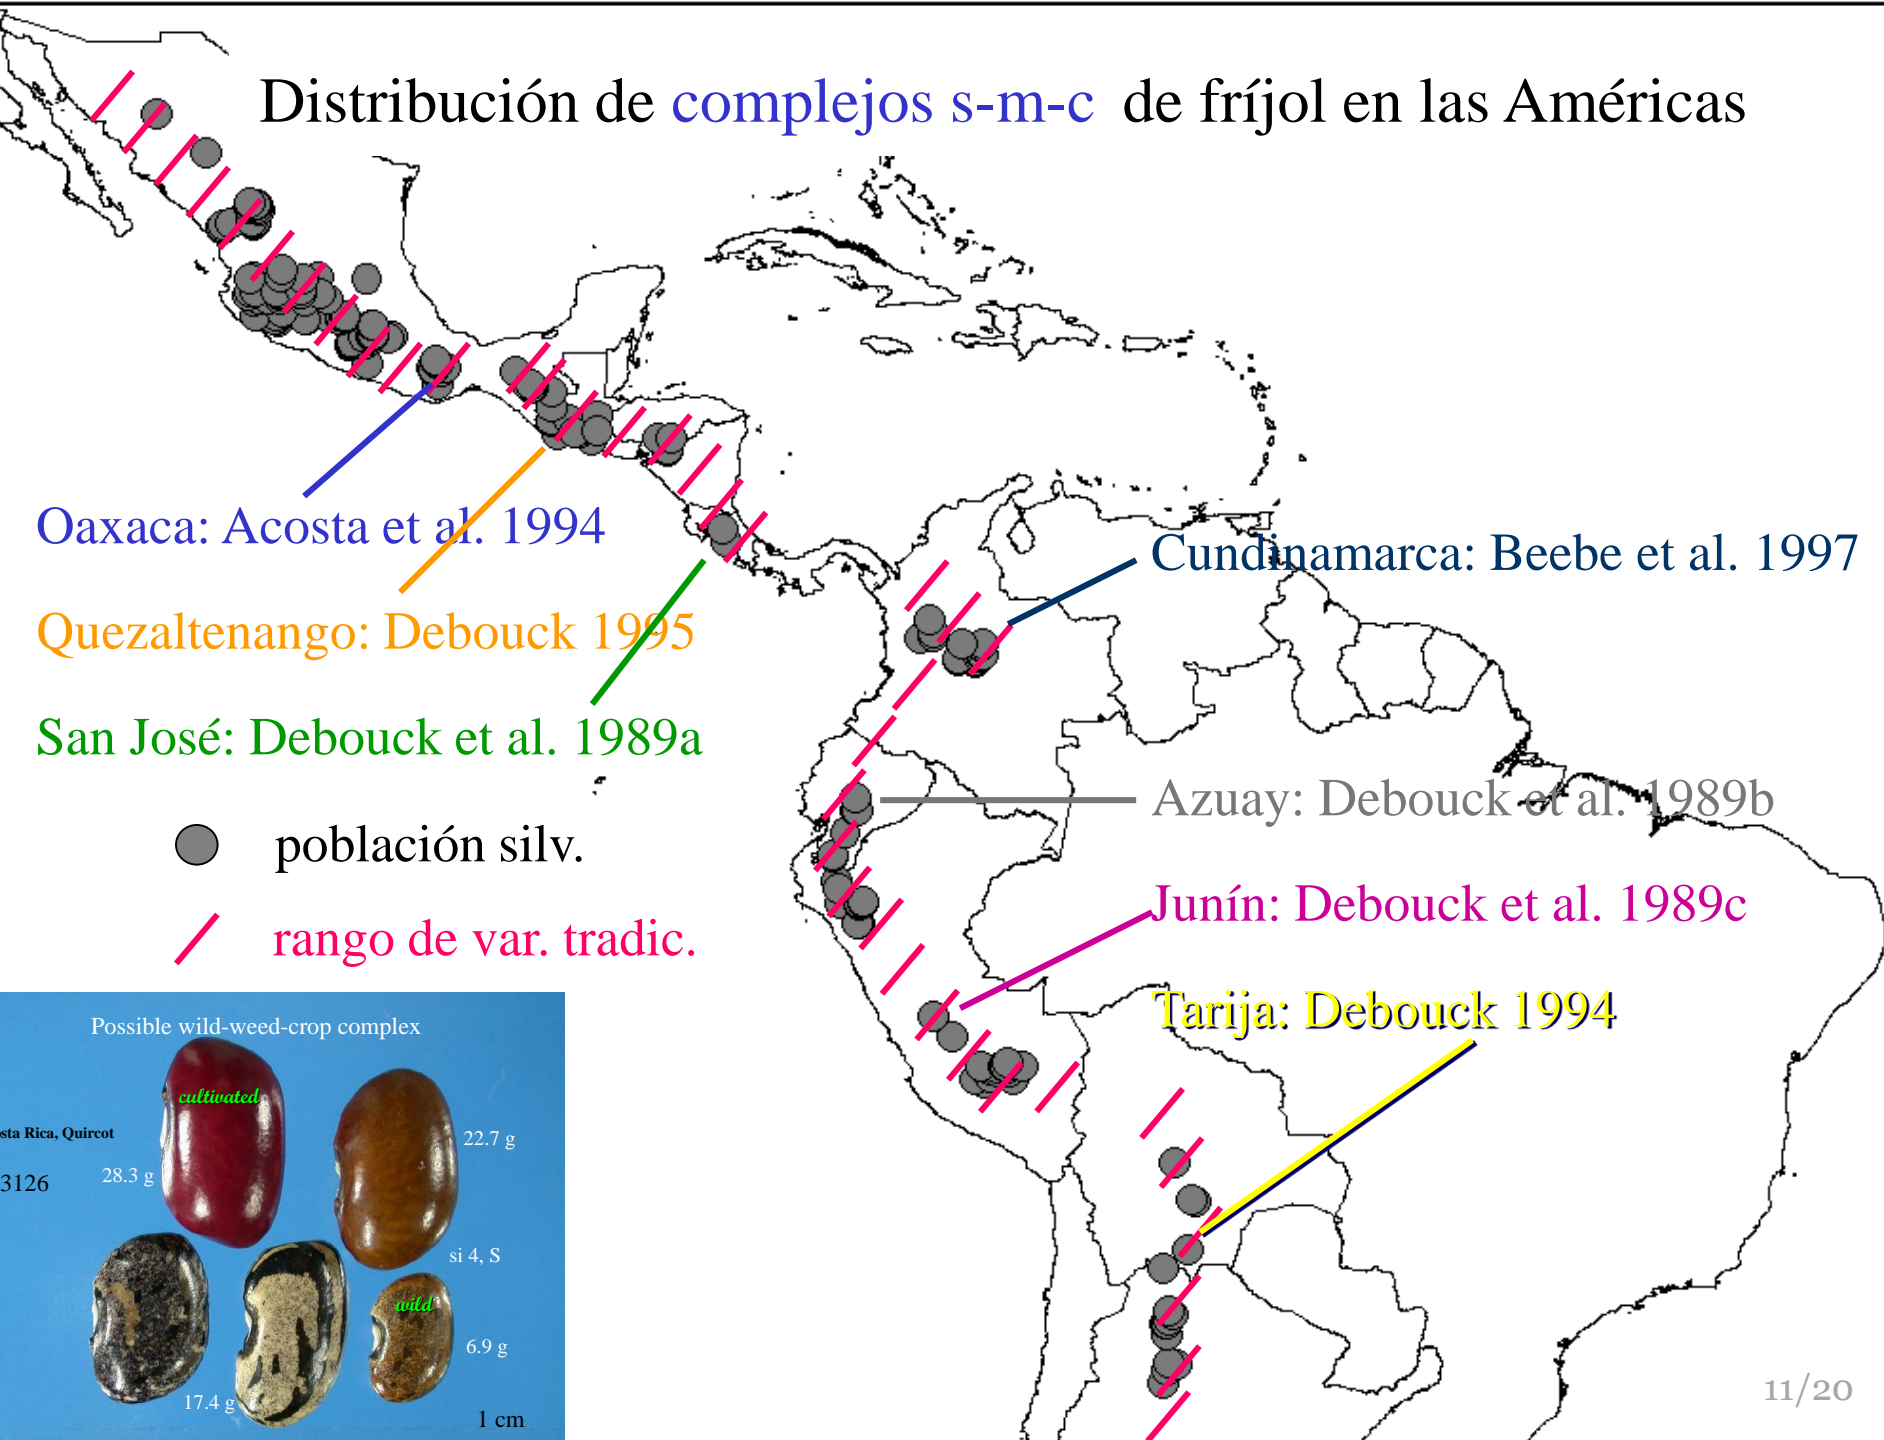 Distribución de complejos s-m-c de fríjol en las Américas
Oaxaca: Acosta et al. 1994
Quezaltenango: Debouck 1995
San José: Debouck et al. 1989a
población silv.
rango de var. tradic.
Cundinamarca: Beebe et al. 1997
Azuay: Debouck et al. 1989b
Junín: Debouck et al. 1989c
Tarija: Debouck 1994
Possible wild-weed-crop complex
cultivated
Rica, Quircot
3126
28.3 g
22.7 g
si 4, S
wild
6.9 g
17.4 g
1 cm
11/20